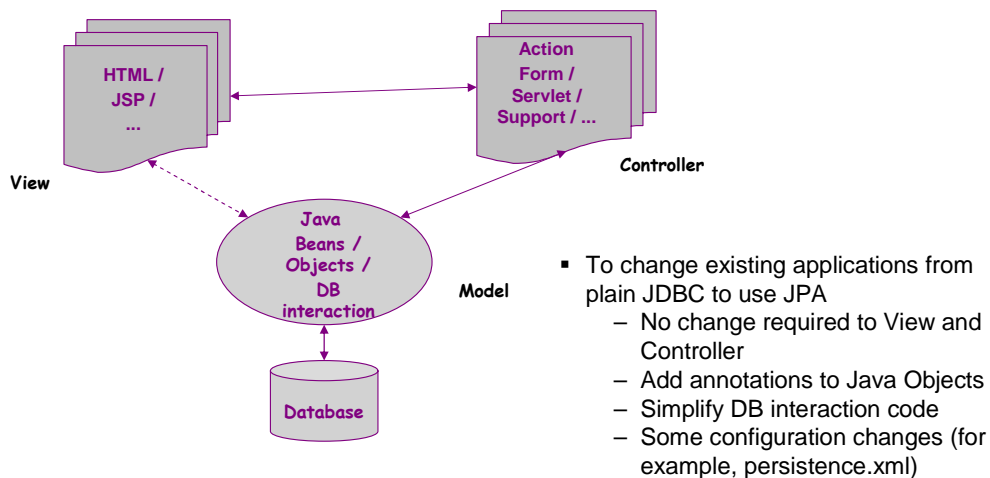 HTML /
JSP /
...
View
Action
Form /
Servlet /
Support / ...
Controller
Java
Beans /
Objects /
DB
interaction
Model
Database
▪ To change existing applications from
plain JDBC to use JPA
– No change required to View and
Controller
– Add annotations to Java Objects
– Simplify DB interaction code
– Some configuration changes (for
example, persistence.xml)